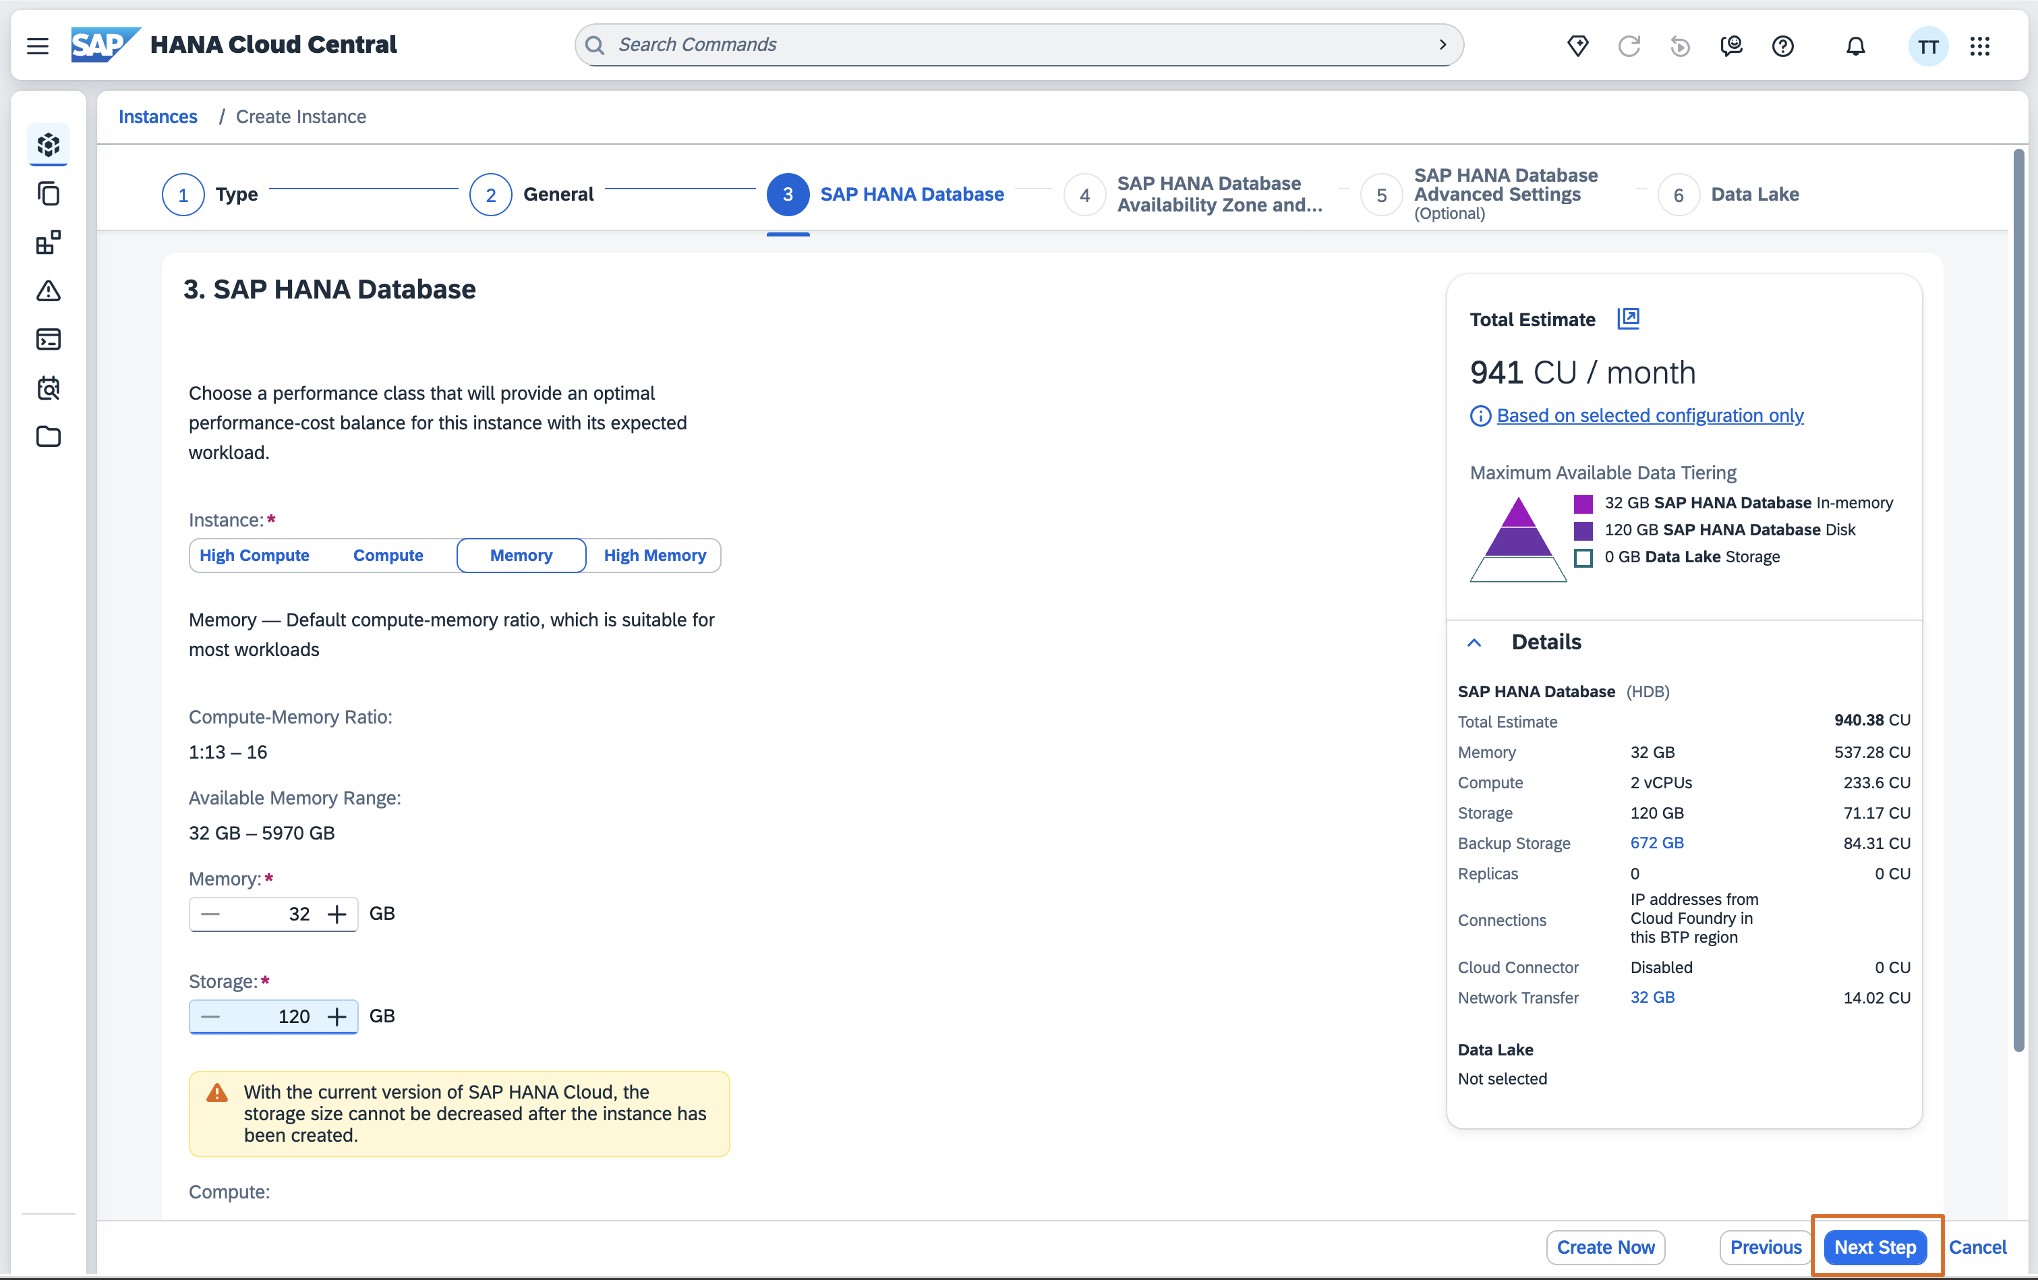 SAP HANA Cloud Central
Search Commands
TT
Instances / Create Instance
1 Type
2 General
3 SAP HANA Database
4 SAP HANA Database
Availability Zone and...
5 SAP HANA Database
Advanced Settings
(Optional)
6 Data Lake
3. SAP HANA Database
Choose a performance class that will provide an optimal
performance-cost balance for this instance with its expected
workload.
Instance:*
High Compute Compute Memory High Memory
Memory — Default compute-memory ratio, which is suitable for
most workloads
Compute-Memory Ratio:
1:13 – 16
Available Memory Range:
32 GB – 5970 GB
Memory:*
32 GB
Storage:*
120 GB
With the current version of SAP HANA Cloud, the
storage size cannot be decreased after the instance has
been created.
Compute:
Total Estimate
941 CU / month
Based on selected configuration only
Maximum Available Data Tiering
32 GB SAP HANA Database In-memory
120 GB SAP HANA Database Disk
0 GB Data Lake Storage
Details
SAP HANA Database (HDB)
Total Estimate 940.38 CU
Memory 32 GB 537.28 CU
Compute 2 vCPUs 233.6 CU
Storage 120 GB 71.17 CU
Backup Storage 672 GB 84.31 CU
Replicas 0 0 CU
Connections IP addresses from
Cloud Foundry in
this BTP region
Cloud Connector Disabled 0 CU
Network Transfer 32 GB 14.02 CU
Data Lake
Not selected
Create Now Previous Next Step Cancel